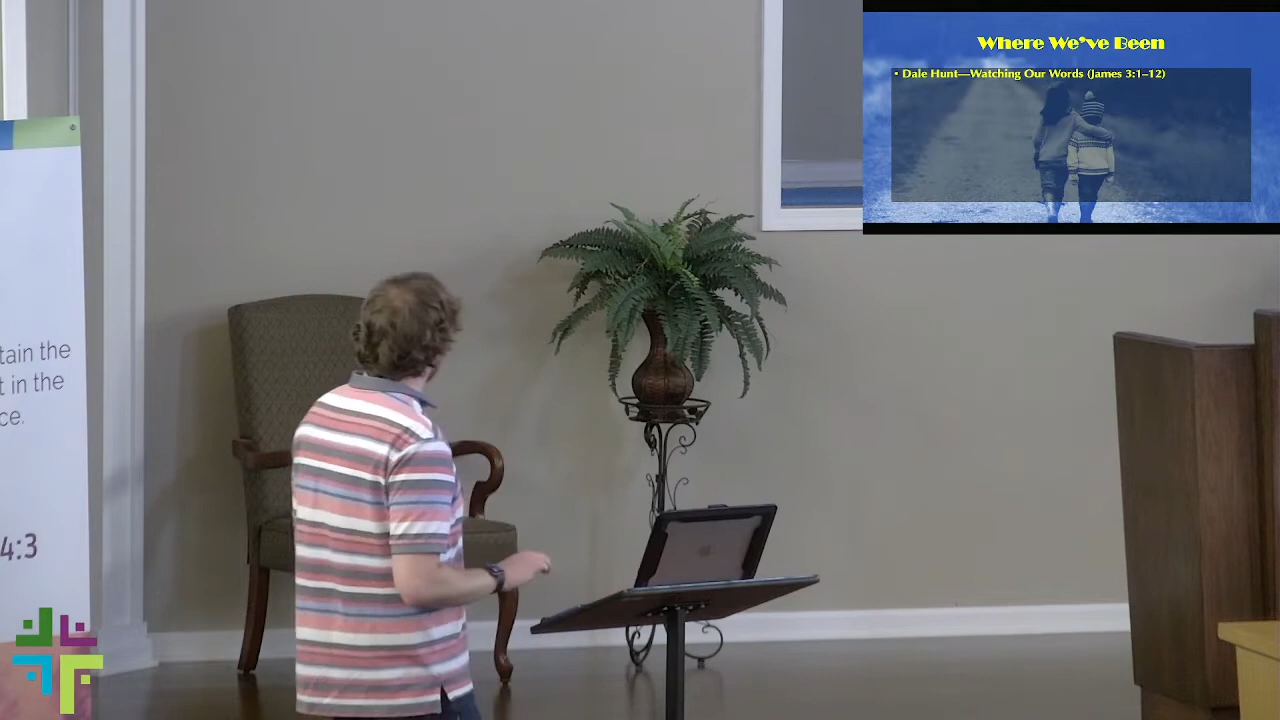 Where We've Been
• Dale Hunt—Watching Our Words (James 3:1–12)
tain the
t in the
ce.
4:3